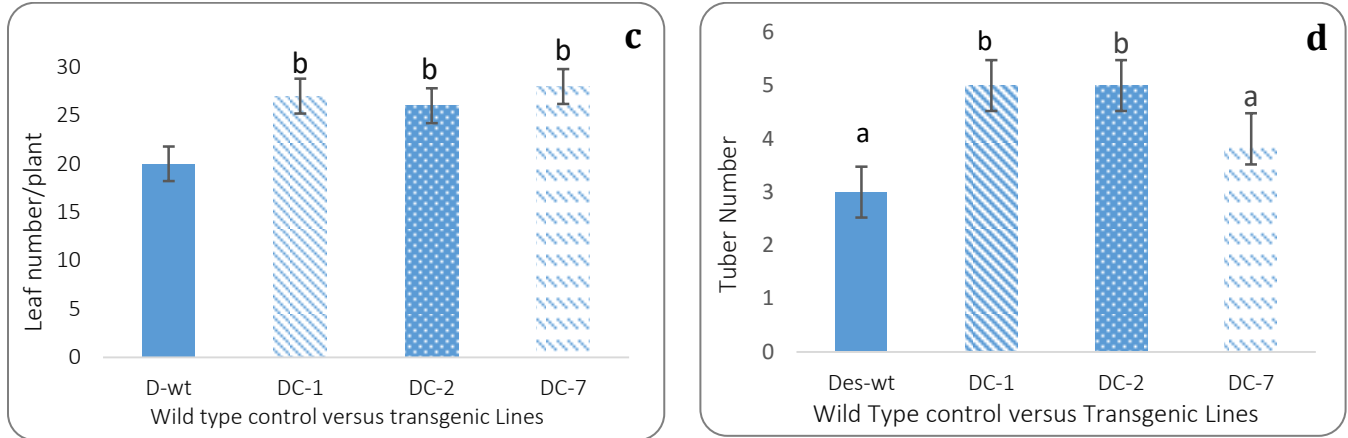 c
Leaf number/plant
30
25
20
15
10
5
0
b
b
b
D-wt
DC-1
DC-2
DC-7
Wild type control versus transgenic Lines
d
Tuber Number
6
5
4
3
2
1
0
a
b
b
a
Des-wt
DC-1
DC-2
DC-7
Wild Type control versus Transgenic Lines